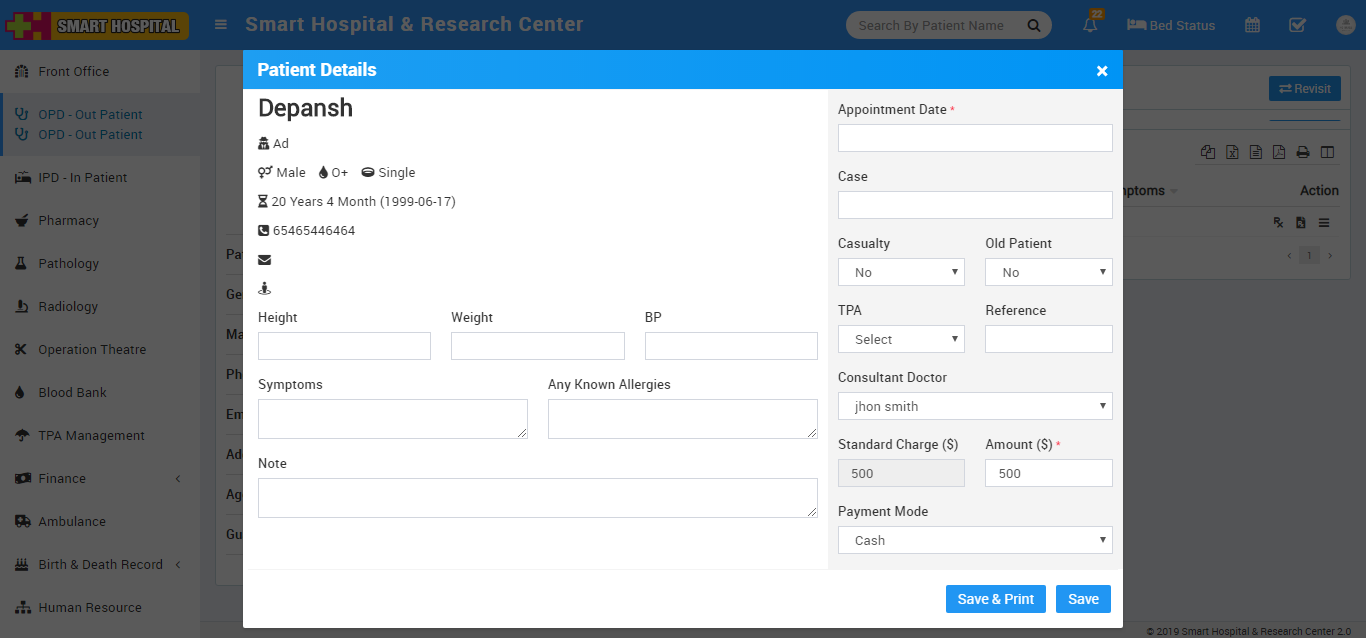 SMART HOSPITAL
Smart Hospital & Research Center
Search By Patient Name
22
Bed Status
Front Office
OPD - Out Patient
OPD - Out Patient
IPD - In Patient
Pharmacy
Pathology
Radiology
Operation Theatre
Blood Bank
TPA Management
Finance
Ambulance
Birth & Death Record
Human Resource
Revisit
ptoms
Action
1
Pa
Ge
Ma
Ph
Em
Ad
Ag
Gu
Patient Details
×
Depansh
Ad
Male O+ Single
20 Years 4 Month (1999-06-17)
65465446464
Height Weight BP
Symptoms Any Known Allergies
Note
Appointment Date *
Case
Casualty Old Patient
No No
TPA Reference
Select
Consultant Doctor
jhon smith
Standard Charge ($) Amount ($) *
500 500
Payment Mode
Cash
Save & Print Save
© 2019 Smart Hospital & Research Center 2.0